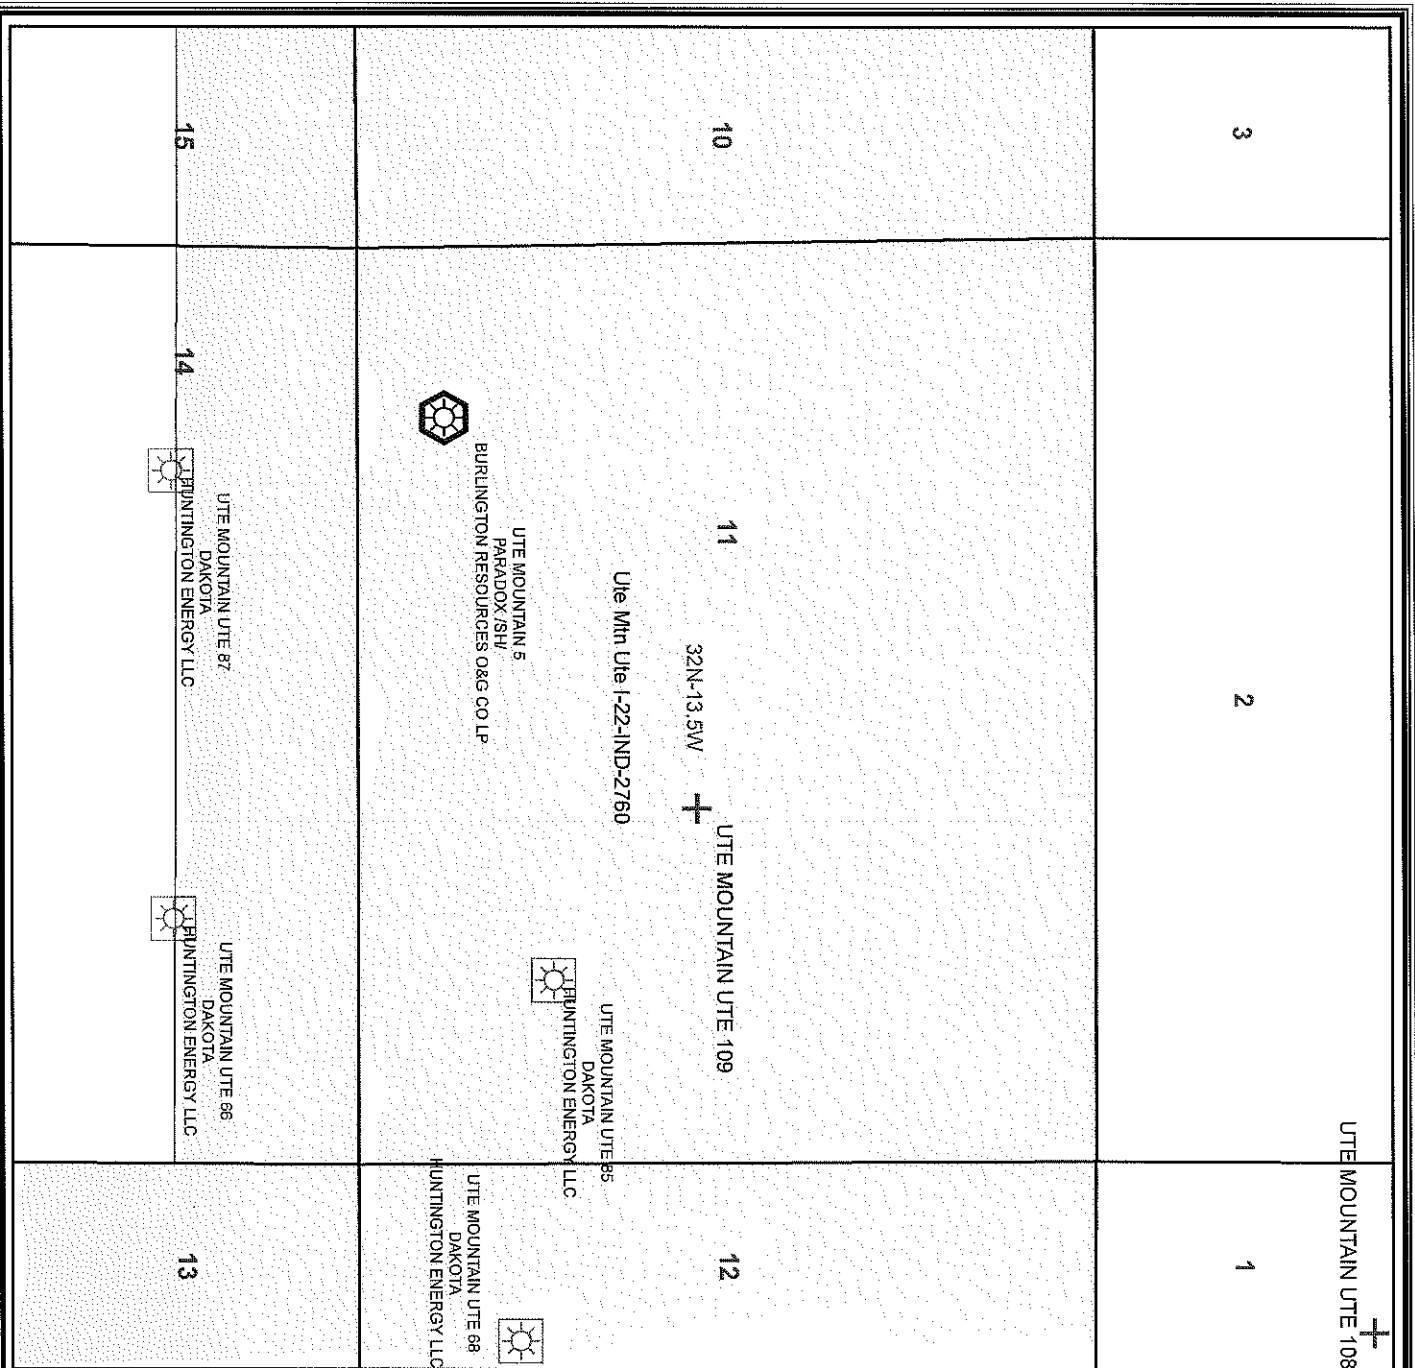 3
2
1
UTE MOUNTAIN UTE 108
10
11
12
32N-13.5W
UTE MOUNTAIN UTE 109
Ute Mtn Ute I-22-IND-2760
UTE MOUNTAIN UTE 85
DAKOTA
HUNTINGTON ENERGY LLC
UTE MOUNTAIN 5
PARADOX /SH/
BURLINGTON RESOURCES O&G CO LP
UTE MOUNTAIN UTE 68
DAKOTA
HUNTINGTON ENERGY LLC
15
14
13
UTE MOUNTAIN UTE 87
DAKOTA
HUNTINGTON ENERGY LLC
UTE MOUNTAIN UTE 66
DAKOTA
HUNTINGTON ENERGY LLC